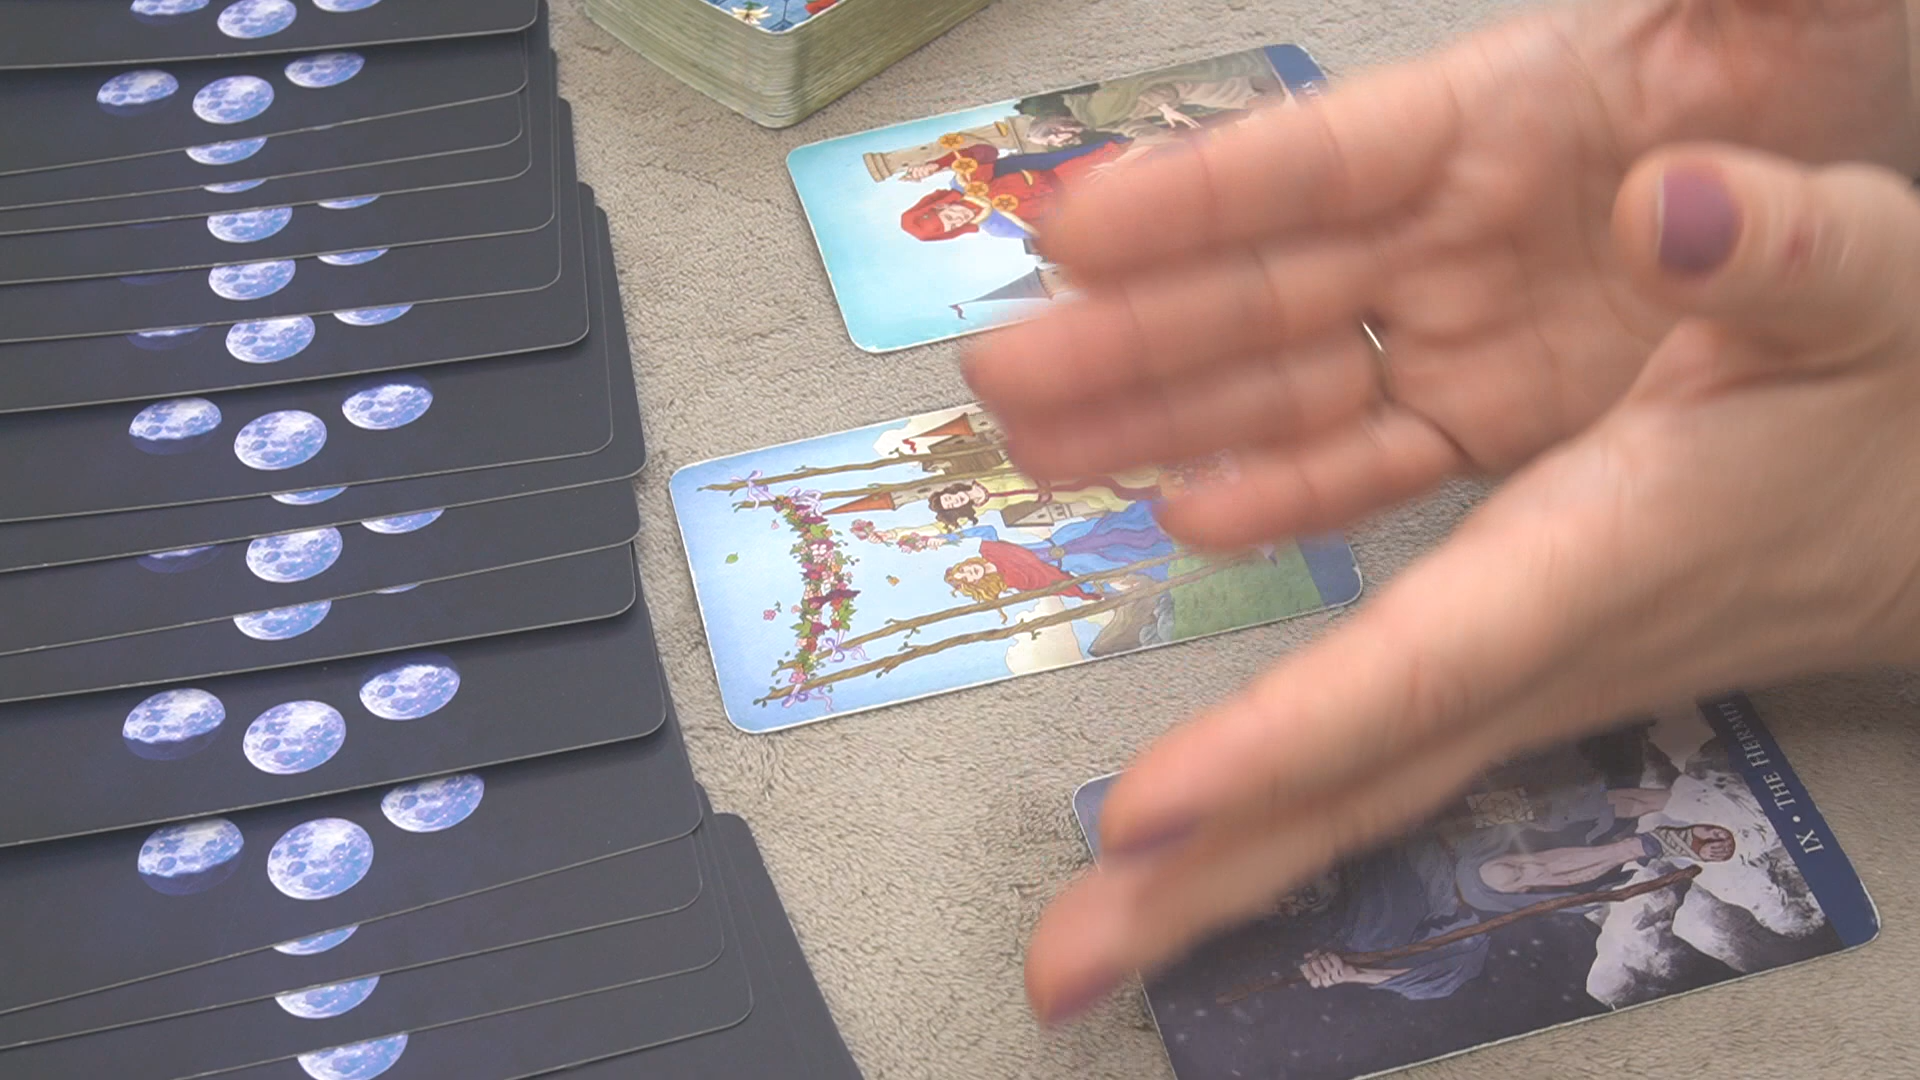 IX • THE HERMIT